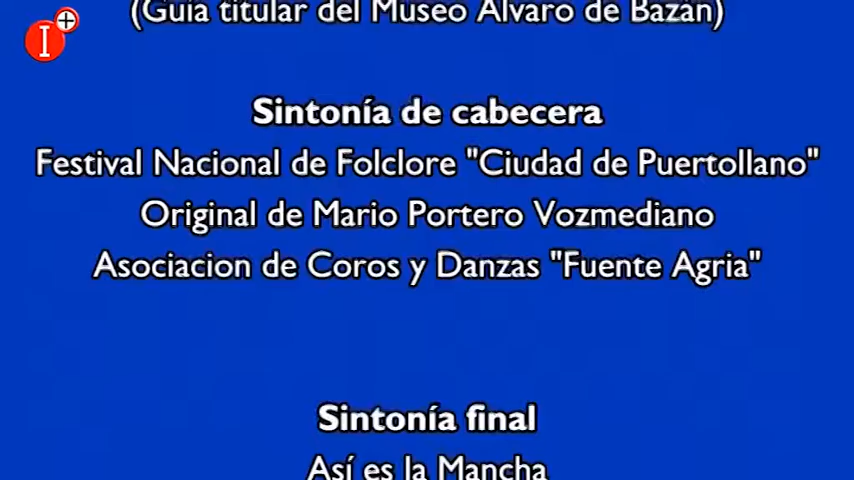 (Guía titular del Museo Álvaro de Bazán)
Sintonía de cabecera
Festival Nacional de Folclore "Ciudad de Puertollano"
Original de Mario Portero Vozmediano
Asociacion de Coros y Danzas "Fuente Agria"
Sintonía final
Así es la Mancha
I+